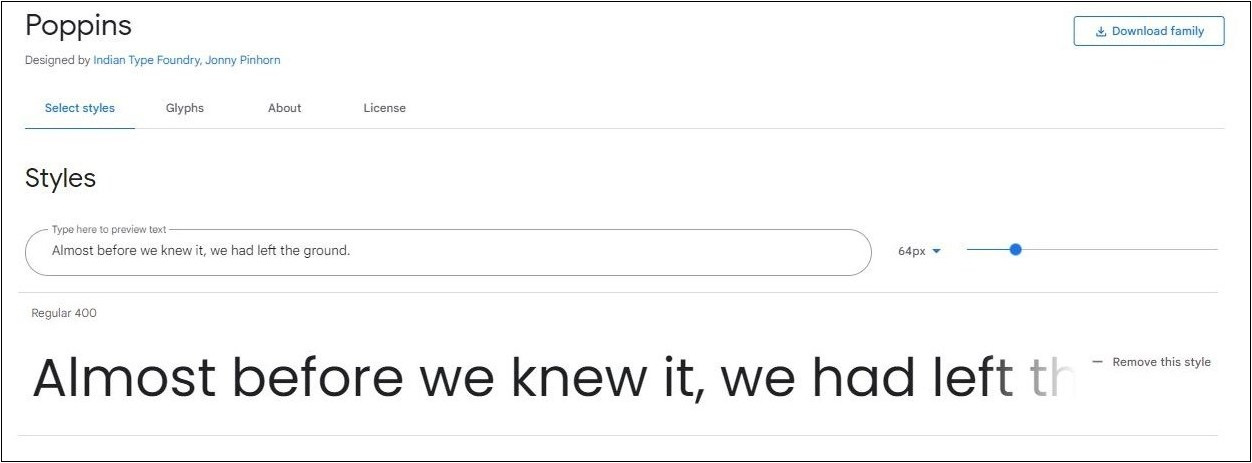 Poppins
Download family
Designed by Indian Type Foundry, Jonny Pinhorn
Select styles Glyphs About License
Styles
Type here to preview text
Almost before we knew it, we had left the ground.
64px
Regular 400
Almost before we knew it, we had left th
Remove this style